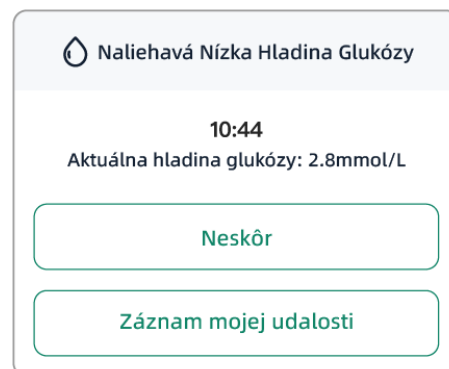 Naliehavá Nízka Hladina Glukózy
10:44
Aktuálna hladina glukózy: 2.8mmol/L
Neskôr
Záznam mojej udalosti